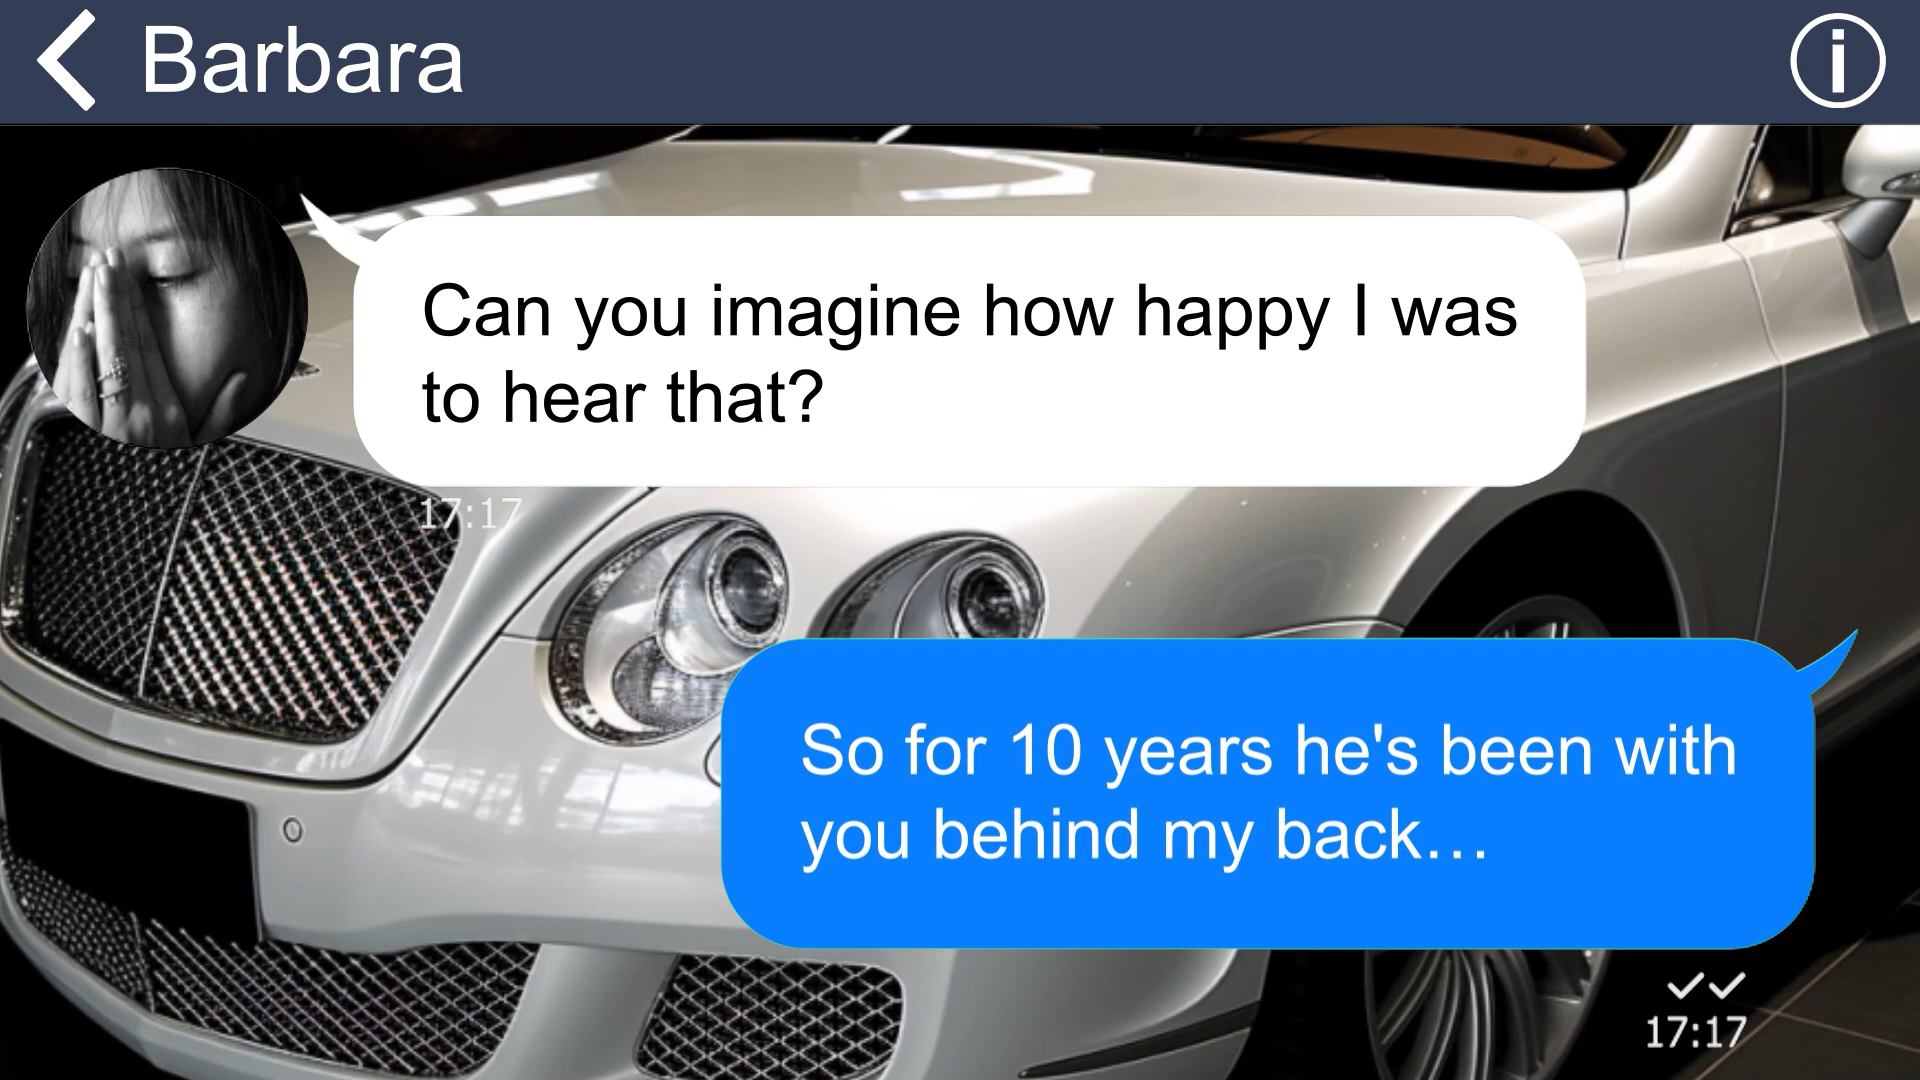 Barbara
Can you imagine how happy I was
to hear that?
17:17
So for 10 years he's been with
you behind my back…
17:17